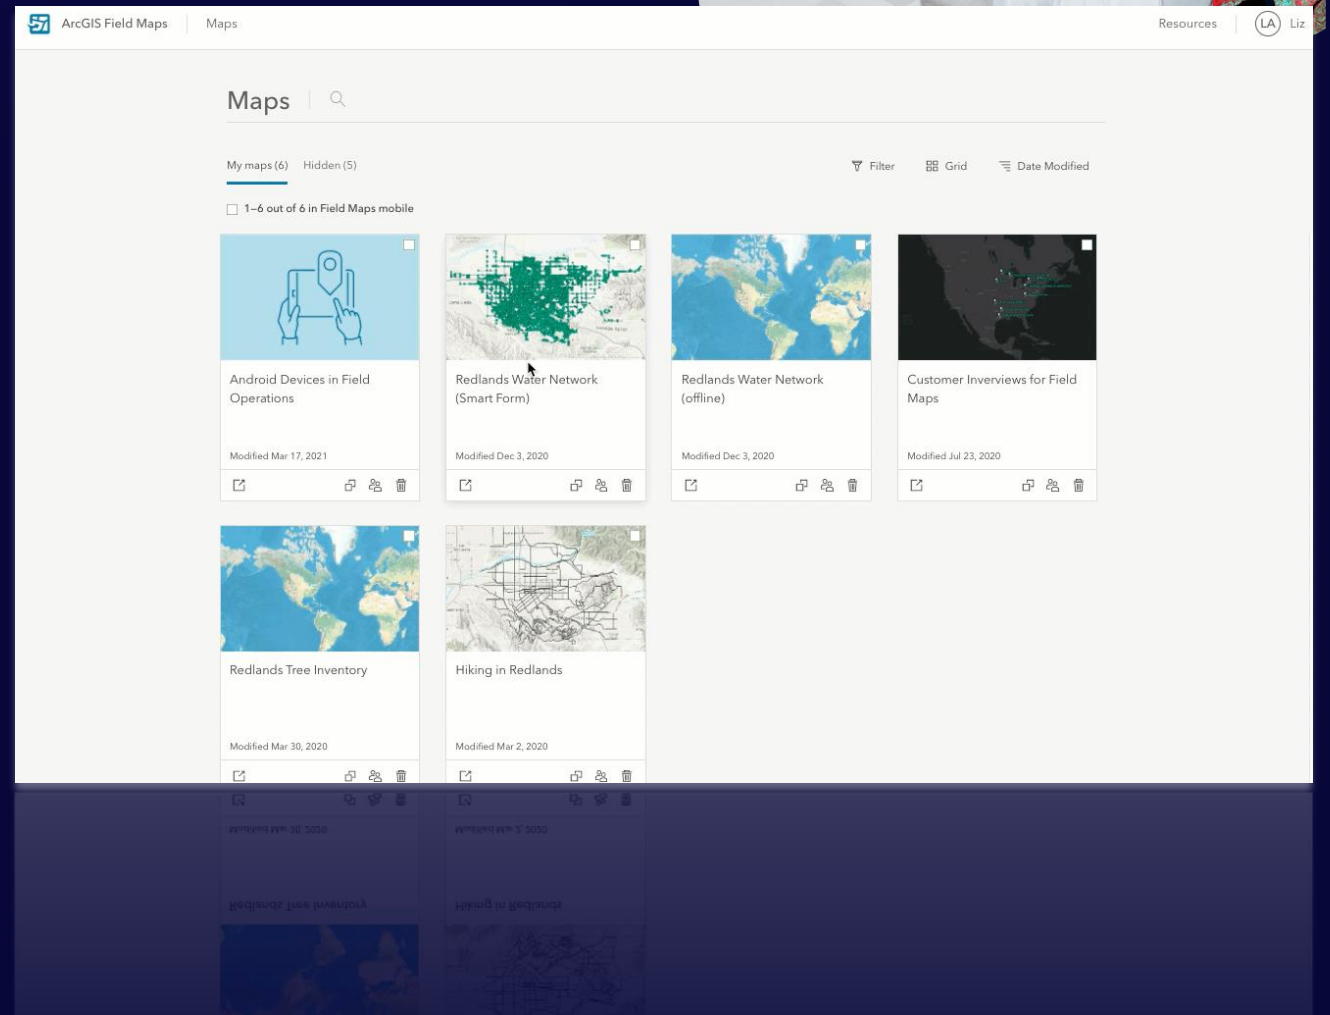 ArcGIS Field Maps
Maps
Resources
LA
Liz
Maps
My maps (6)
Hidden (5)
Filter
Grid
Date Modified
1–6 out of 6 in Field Maps mobile
Android Devices in Field
Operations
Modified Mar 17, 2021
Redlands Water Network
(Smart Form)
Modified Dec 3, 2020
Redlands Water Network
(offline)
Modified Dec 3, 2020
Customer Inverviews for Field
Maps
Modified Jul 23, 2020
Redlands Tree Inventory
Modified Mar 30, 2020
Hiking in Redlands
Modified Mar 2, 2020